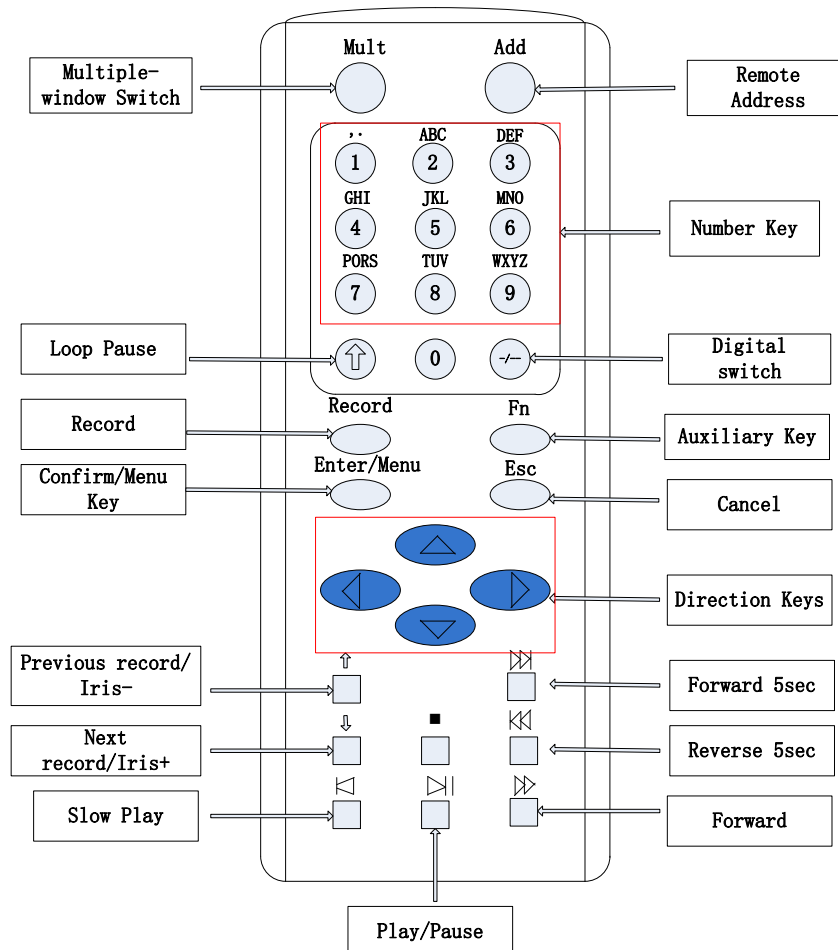 Mult Add
Multiple-
window Switch
Remote
Address
,. ABC DEF
1 2 3
GHI JKL MNO
4 5 6
Number Key
PORS TUV WXYZ
7 8 9
Loop Pause
0 -/--
Digital
switch
Record Fn
Record
Auxiliary Key
Enter/Menu Esc
Confirm/Menu
Key
Cancel
Direction Keys
Previous record/
Iris-
Forward 5sec
Next
record/Iris+
Reverse 5sec
Slow Play
Forward
Play/Pause